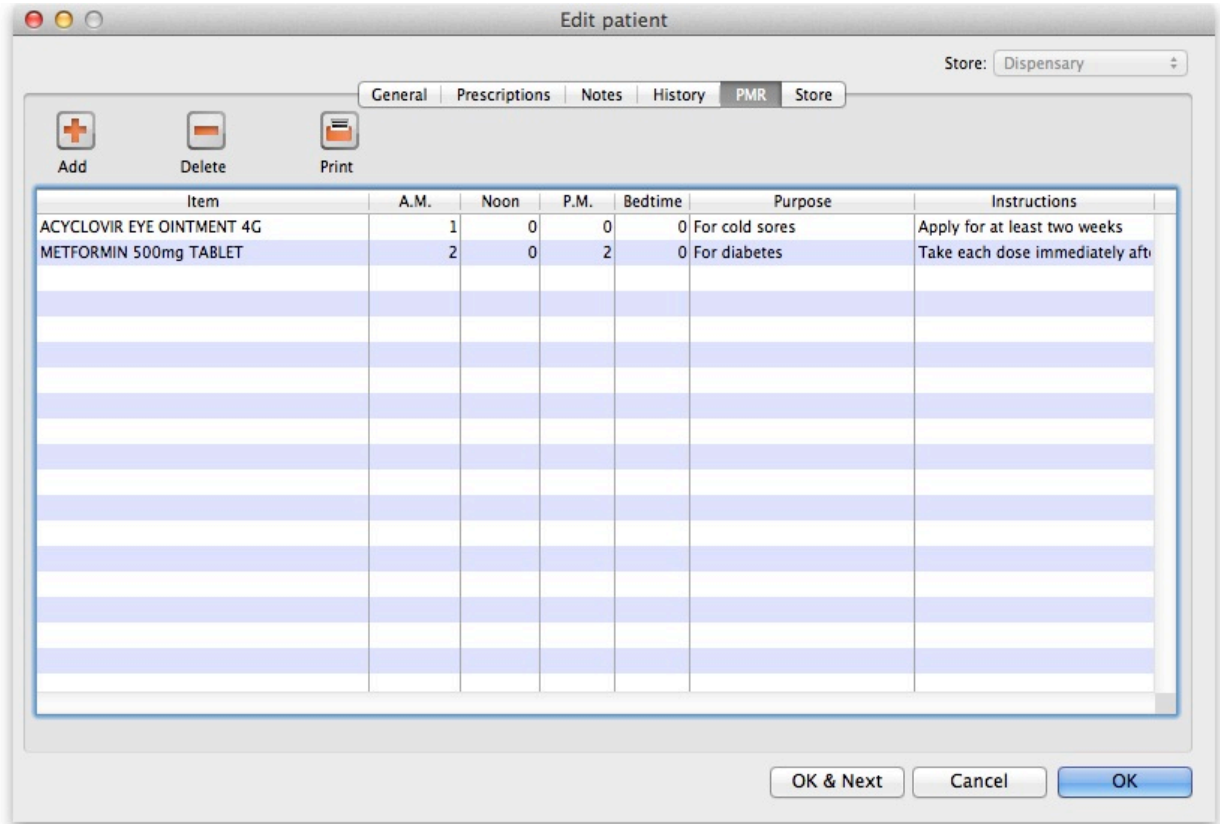 Edit patient
Store: Dispensary
General Prescriptions Notes History PMR Store
Add Delete Print
Item A.M. Noon P.M. Bedtime Purpose Instructions
ACYCLOVIR EYE OINTMENT 4G 1 0 0 0 For cold sores Apply for at least two weeks
METFORMIN 500mg TABLET 2 0 2 0 For diabetes Take each dose immediately
OK & Next Cancel OK